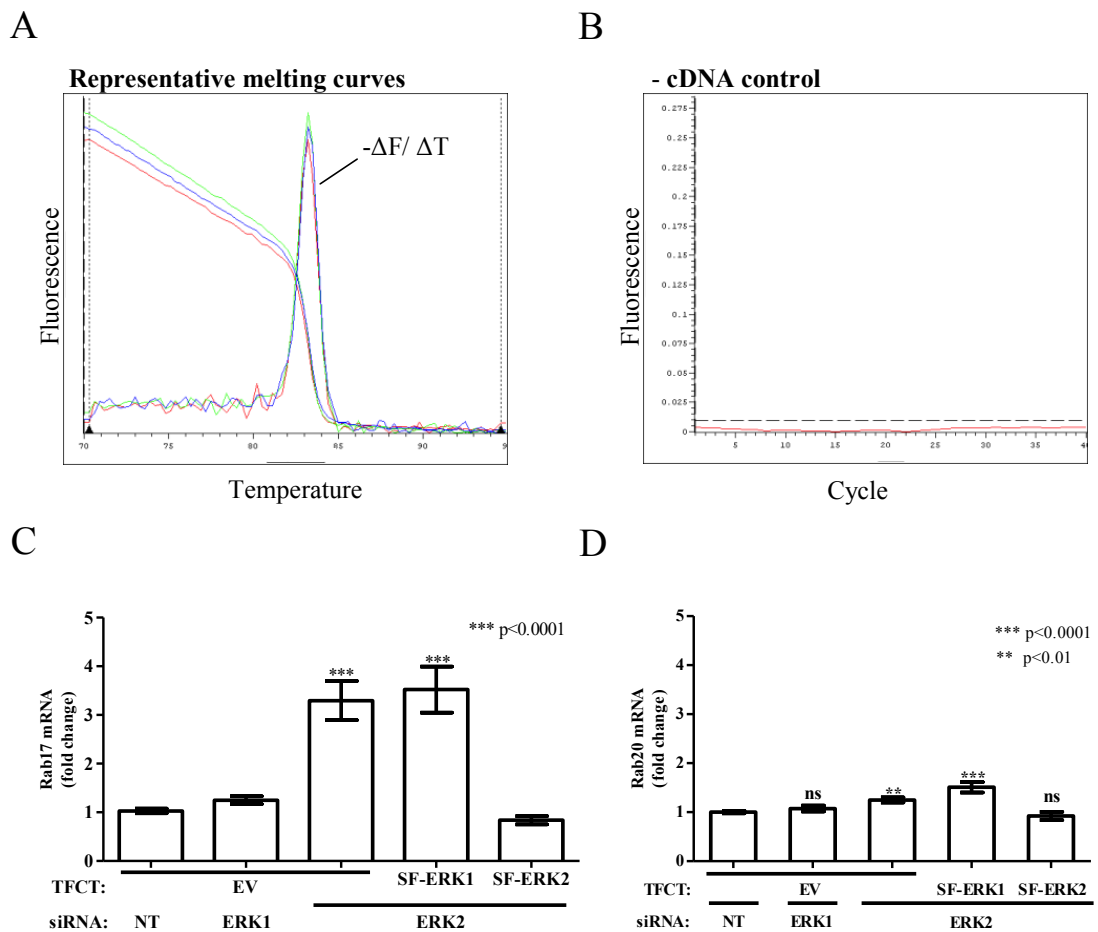 A
Representative melting curves
-ΔF/ ΔT
Fluorescence
70 75 80 85 90 9
Temperature
B
- cDNA control
0.275
0.25
0.225
0.2
0.175
0.15
0.125
0.1
0.075
0.05
0.025
0
Fluorescence
5 10 15 20 25 30 35 4
Cycle
C
Rab17 mRNA
(fold change)
5
4
3
2
1
0
*** p<0.0001
***
***
TFCT: EV SF-ERK1 SF-ERK2
siRNA: NT ERK1 ERK2
D
Rab20 mRNA
(fold change)
5
4
3
2
1
0
*** p<0.0001
** p<0.01
ns
**
***
ns
TFCT: EV SF-ERK1 SF-ERK2
siRNA: NT ERK1 ERK2